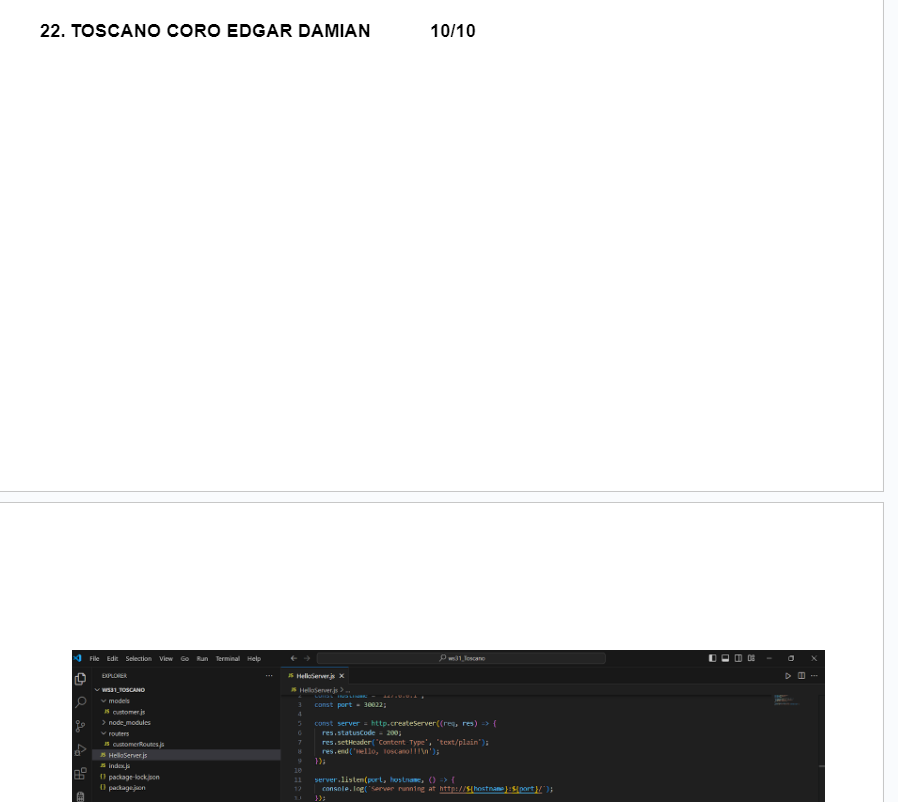 22. TOSCANO CORO EDGAR DAMIAN 10/10
File Edit Selection View Go Run Terminal Help
ws31_Toscano
EXPLORER
HelloServer.js
WS31_TOSCANO
HelloServer.js > ..
models
customer.js
node_modules
routers
customerRoutes.js
HelloServer.js
index.js
package-lock.json
package.json
3 const port = 30022;
4
5 const server = http.createServer((req, res) => {
6 res.statusCode = 200;
7 res.setHeader('Content Type', 'text/plain');
8 res.end('Hello, Toscano!!!\n');
9 });
10
11 server.listen(port, hostname, () => {
12 console.log(`Server running at http://${hostname}:${port}/`);
13 });